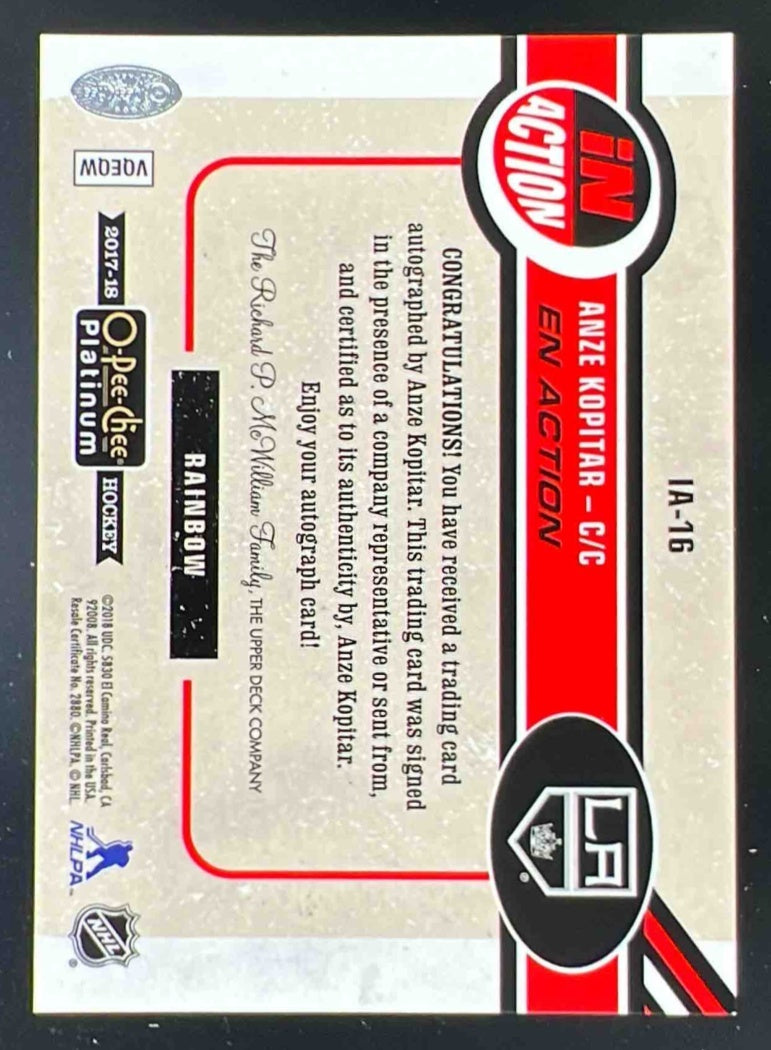 IA-16
iN
ACTION
ANZE KOPITAR – C/C
EN ACTION
LA
®
CONGRATULATIONS! You have received a trading card
autographed by Anze Kopitar. This trading card was signed
in the presence of a company representative or sent from,
and certified as to its authenticity by, Anze Kopitar.
Enjoy your autograph card!
The Richard P. McWilliam Family, THE UPPER DECK COMPANY
RAINBOW
VQEQW
2017-18
O-Pee-Chee®
Platinum
HOCKEY
©2018 UDC. 5830 El Camino Real, Carlsbad, CA
92008. All rights reserved. Printed in the USA.
Resale Certificate No. 2880. ©NHLPA. © NHL.
NHLPA™
NHL
®